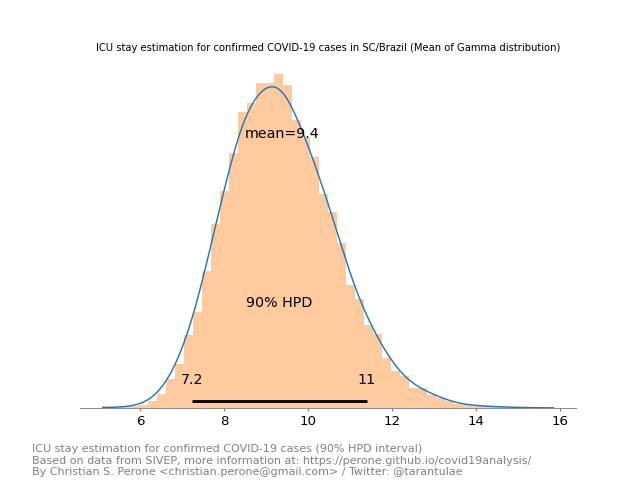 ICU stay estimation for confirmed COVID-19 cases in SC/Brazil (Mean of Gamma distribution)
mean=9.4
90% HPD
7.2 11
6 8 10 12 14 16
ICU stay estimation for confirmed COVID-19 cases (90% HPD interval)
Based on data from SIVEP, more information at: https://perone.github.io/covid19analysis/
By Christian S. Perone <christian.perone@gmail.com> / Twitter: @tarantulae